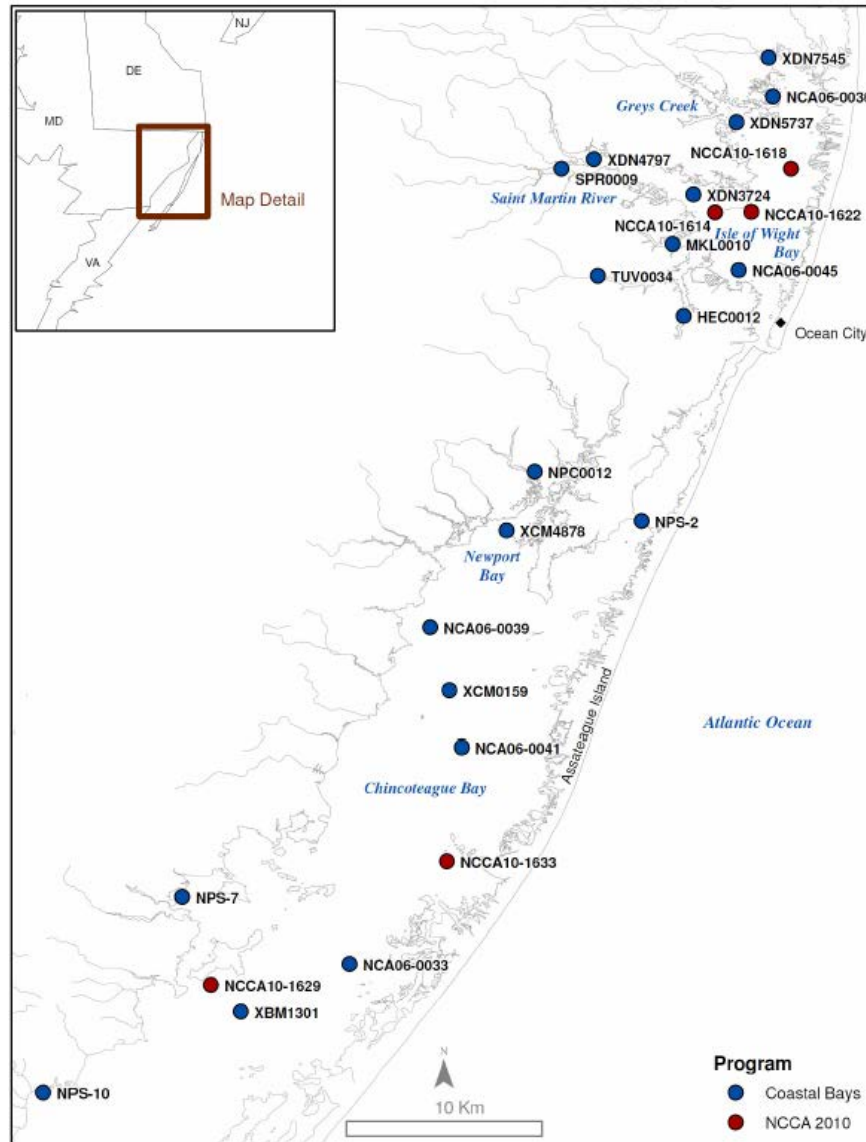 NJ
DE
MD
Map Detail
VA
XDN7545
NCA06-0030
Greys Creek
XDN5737
NCCA10-1618
XDN4797
SPR0009
Saint Martin River
XDN3724
NCCA10-1622
NCCA10-1614
Isle of Wight
Bay
MKL0010
NCA06-0045
TUV0034
HEC0012
Ocean City
NPC0012
NPS-2
XCM4878
Newport
Bay
NCA06-0039
XCM0159
Assateague Island
Atlantic Ocean
NCA06-0041
Chincoteague Bay
NCCA10-1633
NPS-7
NCA06-0033
NCCA10-1629
XBM1301
NPS-10
N
10 Km
Program
Coastal Bays
NCCA 2010